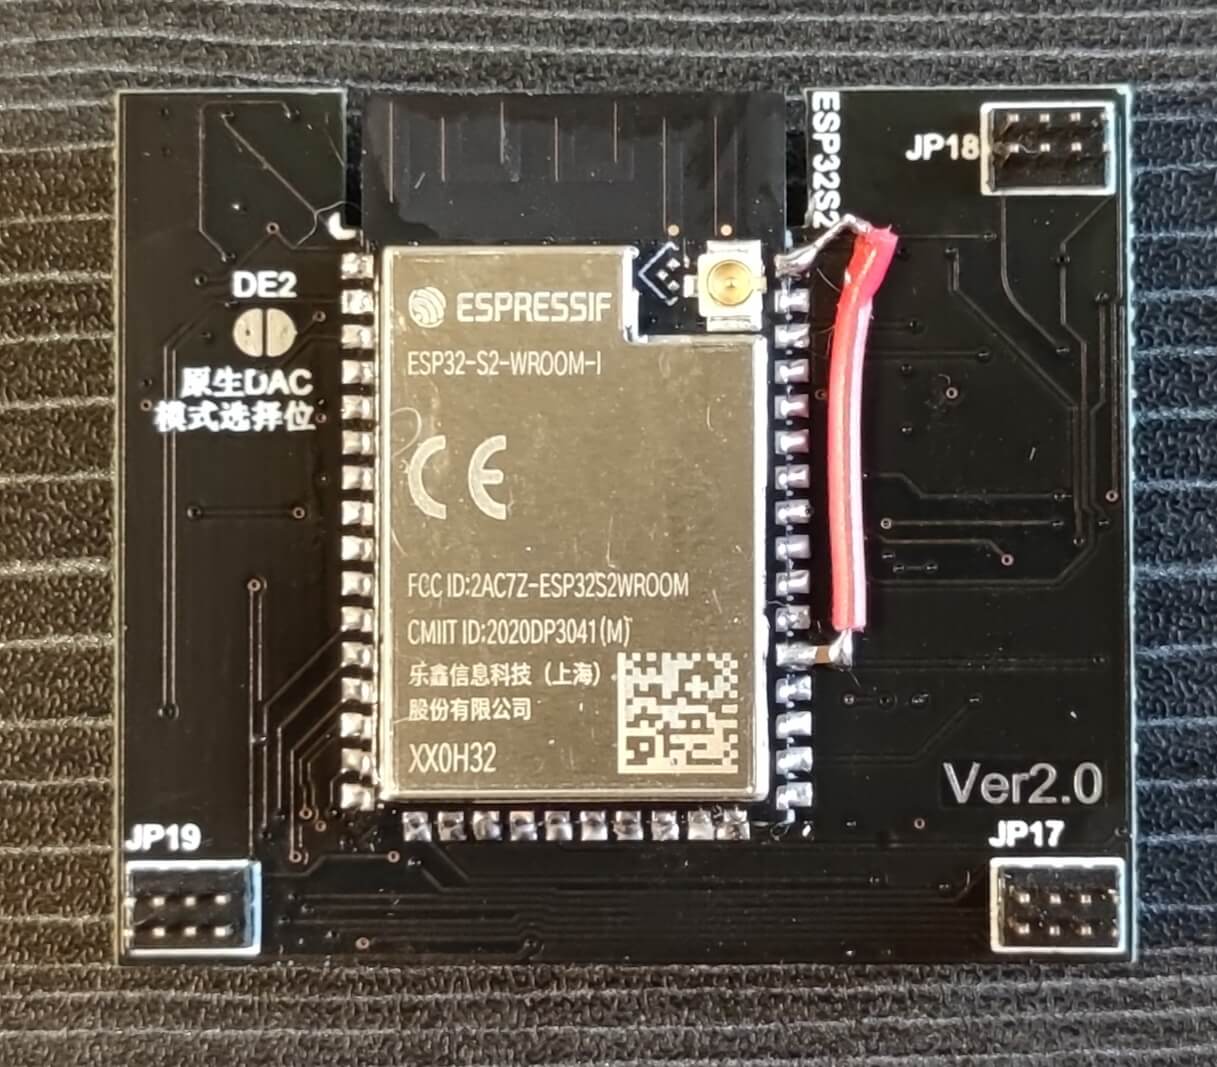 ESP32S2
JP18
DE2
原生DAC
模式选择位
ESPRESSIF
ESP32-S2-WROOM-I
CE
FCC ID:2AC7Z-ESP32S2WROOM
CMIIT ID:2020DP3041(M)
乐鑫信息科技（上海）
股份有限公司
XX0H32
Ver2.0
JP19
JP17